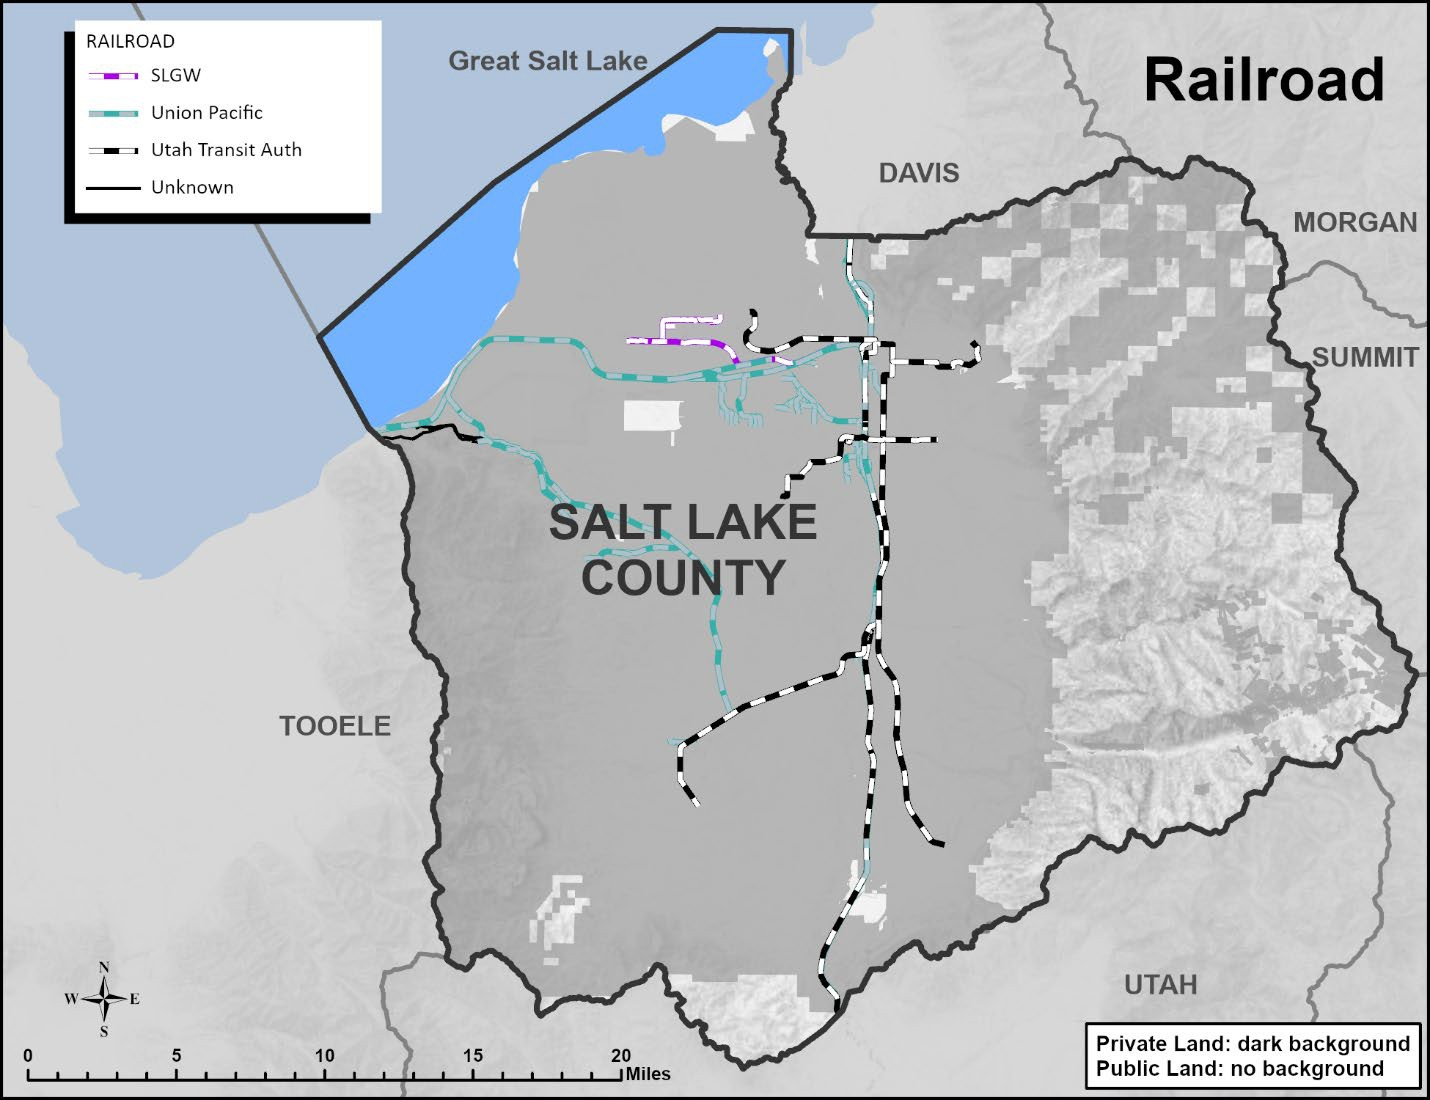 RAILROAD
SLGW
Union Pacific
Utah Transit Auth
Unknown
Great Salt Lake
Railroad
DAVIS
MORGAN
SUMMIT
SALT LAKE
COUNTY
TOOELE
UTAH
N
W E
S
0 5 10 15 20
Miles
Private Land: dark background
Public Land: no background